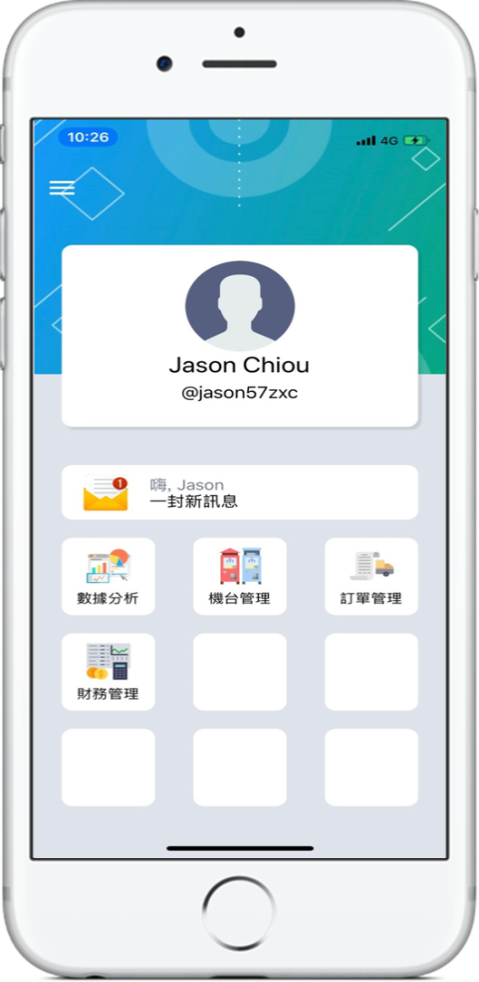 10:26
4G
Jason Chiou
@jason57zxc
1
嗨, Jason
一封新訊息
數據分析
機台管理
訂單管理
財務管理